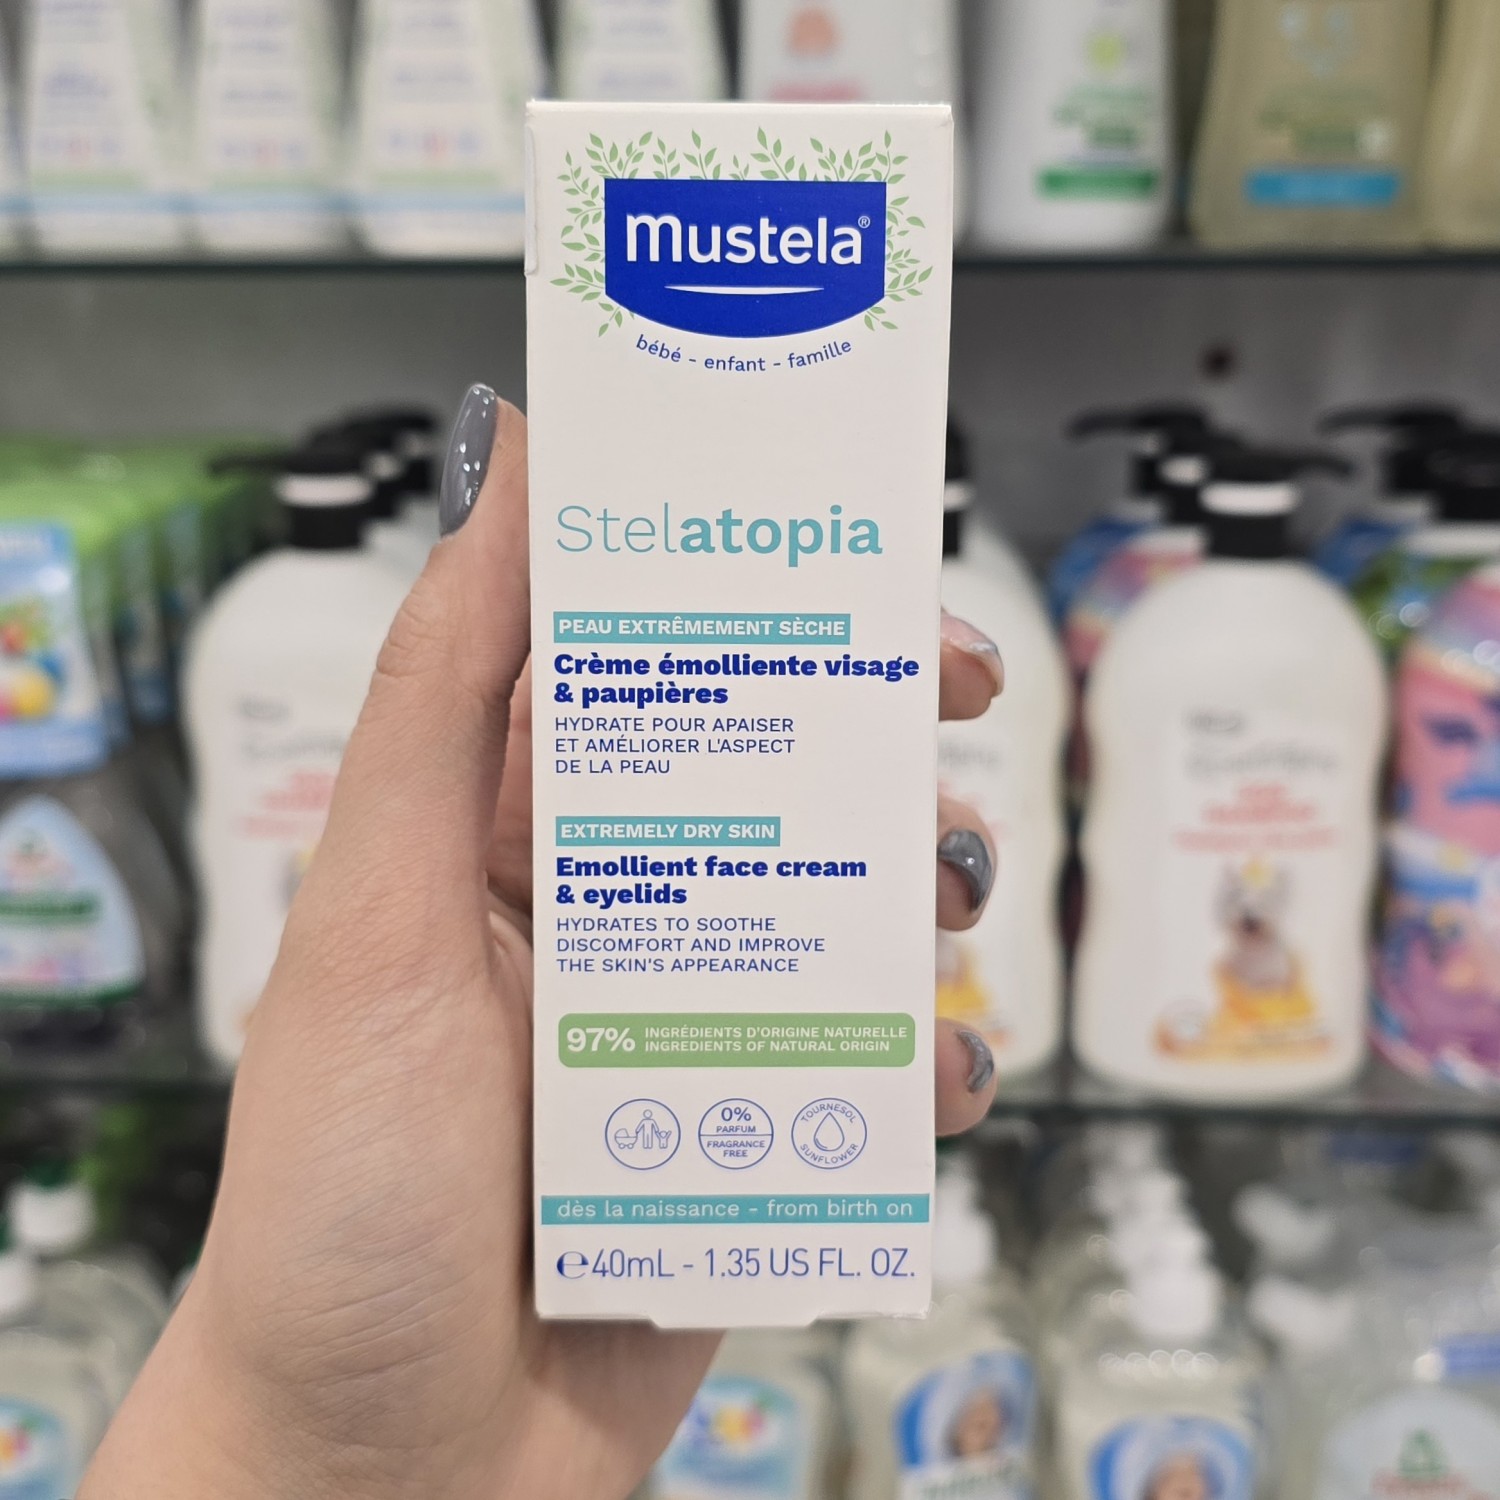 mustela®
bébé - enfant - famille
Stelatopia
PEAU EXTRÊMEMENT SÈCHE
Crème émolliente visage
& paupières
HYDRATE POUR APAISER
ET AMÉLIORER L'ASPECT
DE LA PEAU
EXTREMELY DRY SKIN
Emollient face cream
& eyelids
HYDRATES TO SOOTHE
DISCOMFORT AND IMPROVE
THE SKIN'S APPEARANCE
97% INGRÉDIENTS D'ORIGINE NATURELLE
INGREDIENTS OF NATURAL ORIGIN
0%
PARFUM
FRAGRANCE
FREE
TOURNESOL
SUNFLOWER
dès la naissance - from birth on
℮40mL - 1.35 US FL. OZ.